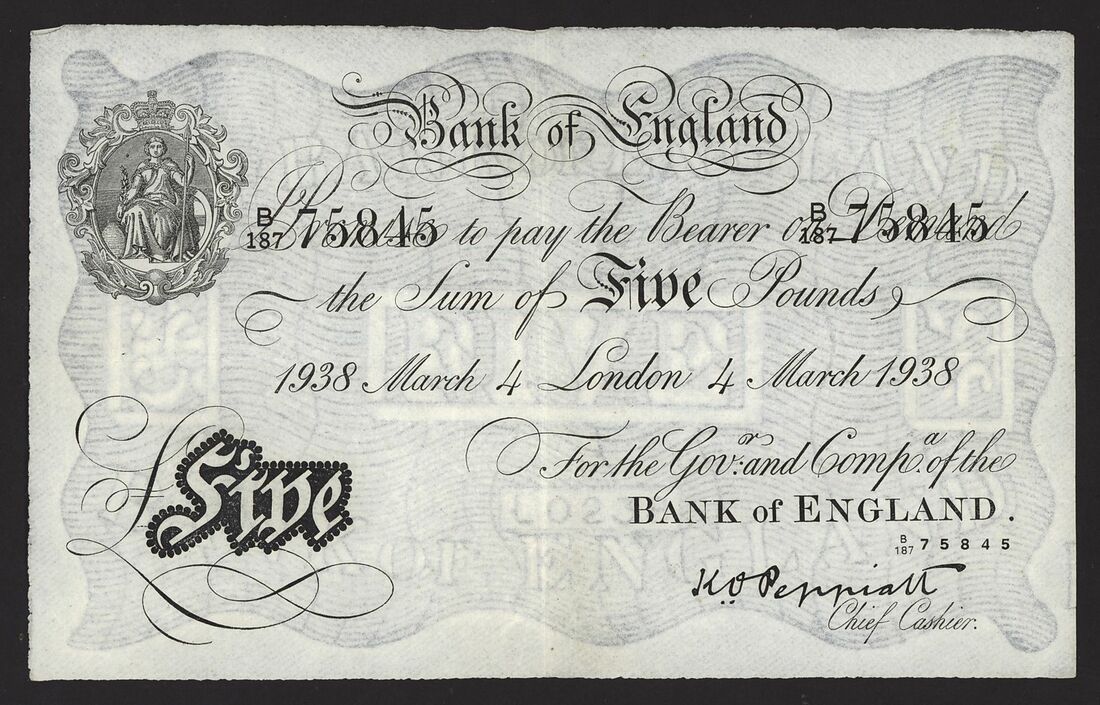 Bank of England
B
187 75845 to pay the Bearer on Demand B
187 75845
the Sum of Five Pounds
1938 March 4 London 4 March 1938
For the Gov.r and Comp.a of the
BANK of ENGLAND.
B
187 75845
£Five
K O Peppiatt
Chief Cashier.